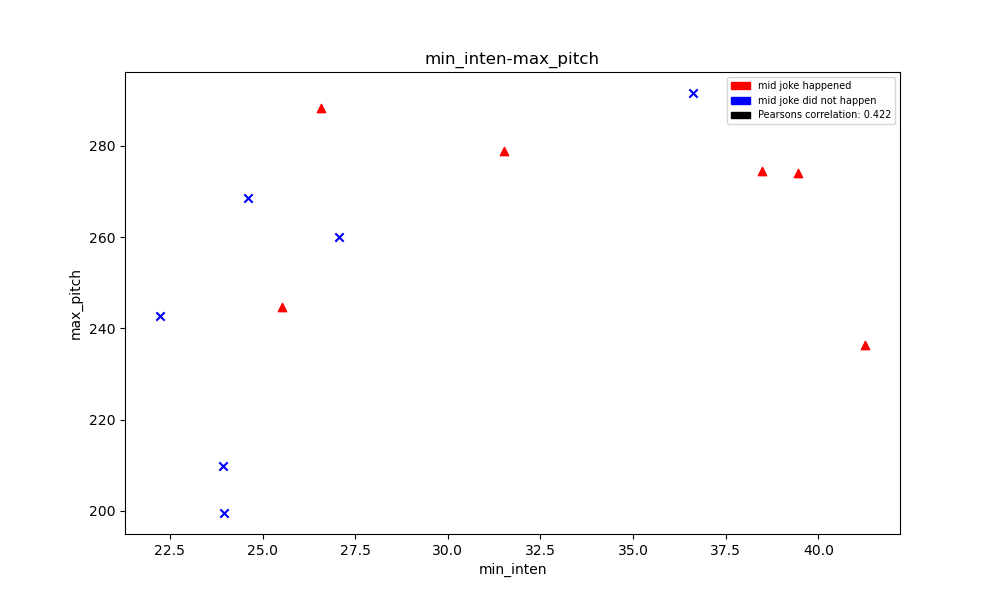 min_inten-max_pitch
mid joke happened
mid joke did not happen
Pearsons correlation: 0.422
280
260
240
220
200
max_pitch
22.5 25.0 27.5 30.0 32.5 35.0 37.5 40.0
min_inten